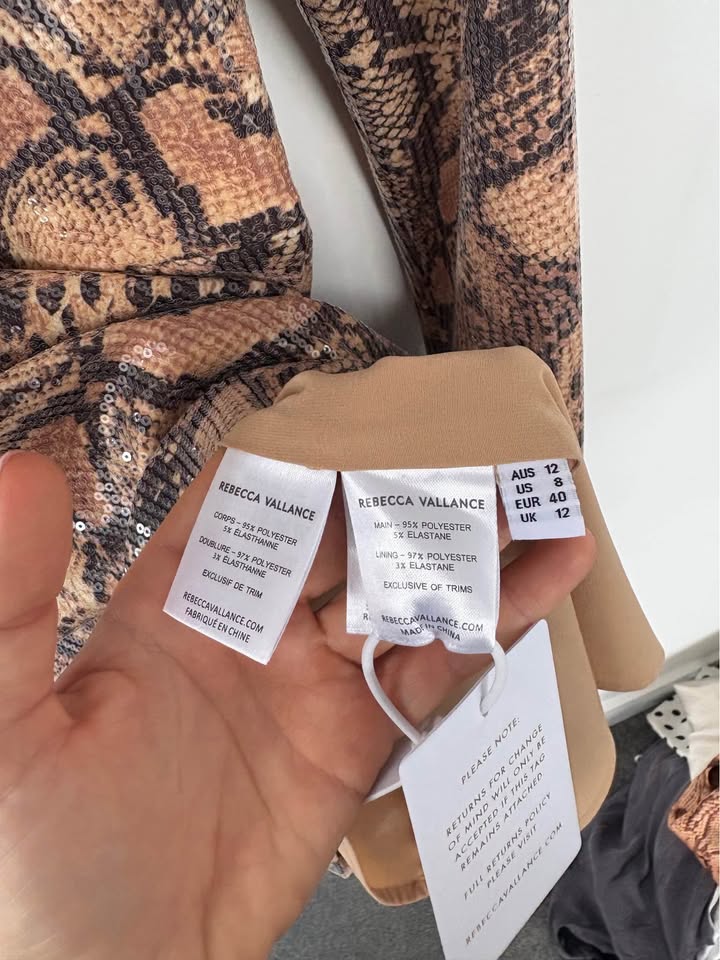 REBECCA VALLANCE
CORPS – 95% POLYESTER
5% ÉLASTHANNE
DOUBLURE – 97% POLYESTER
3% ÉLASTHANNE
EXCLUSIF DE TRIM
REBECCAVALLANCE.COM
FABRIQUÉ EN CHINE
REBECCA VALLANCE
MAIN – 95% POLYESTER
5% ELASTANE
LINING – 97% POLYESTER
3% ELASTANE
EXCLUSIVE OF TRIMS
REBECCAVALLANCE.COM
MADE IN CHINA
AUS 12
US 8
EUR 40
UK 12
PLEASE NOTE:
RETURNS FOR CHANGE
OF MIND WILL ONLY BE
ACCEPTED IF THIS TAG
REMAINS ATTACHED
FULL RETURNS POLICY
PLEASE VISIT
REBECCAVALLANCE.COM